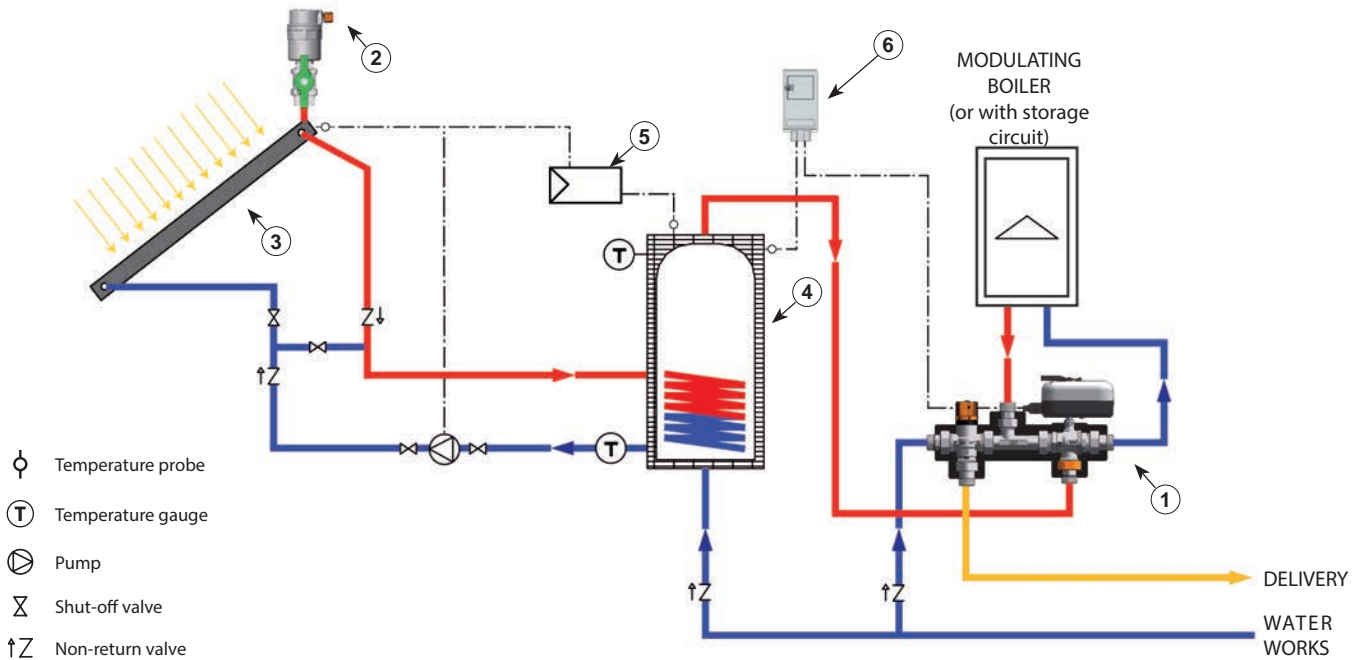 2
6
MODULATING
BOILER
(or with storage
circuit)
5
3
T
4
T
1
Temperature probe
T Temperature gauge
Pump
Shut-off valve
Non-return valve
DELIVERY
WATER
WORKS